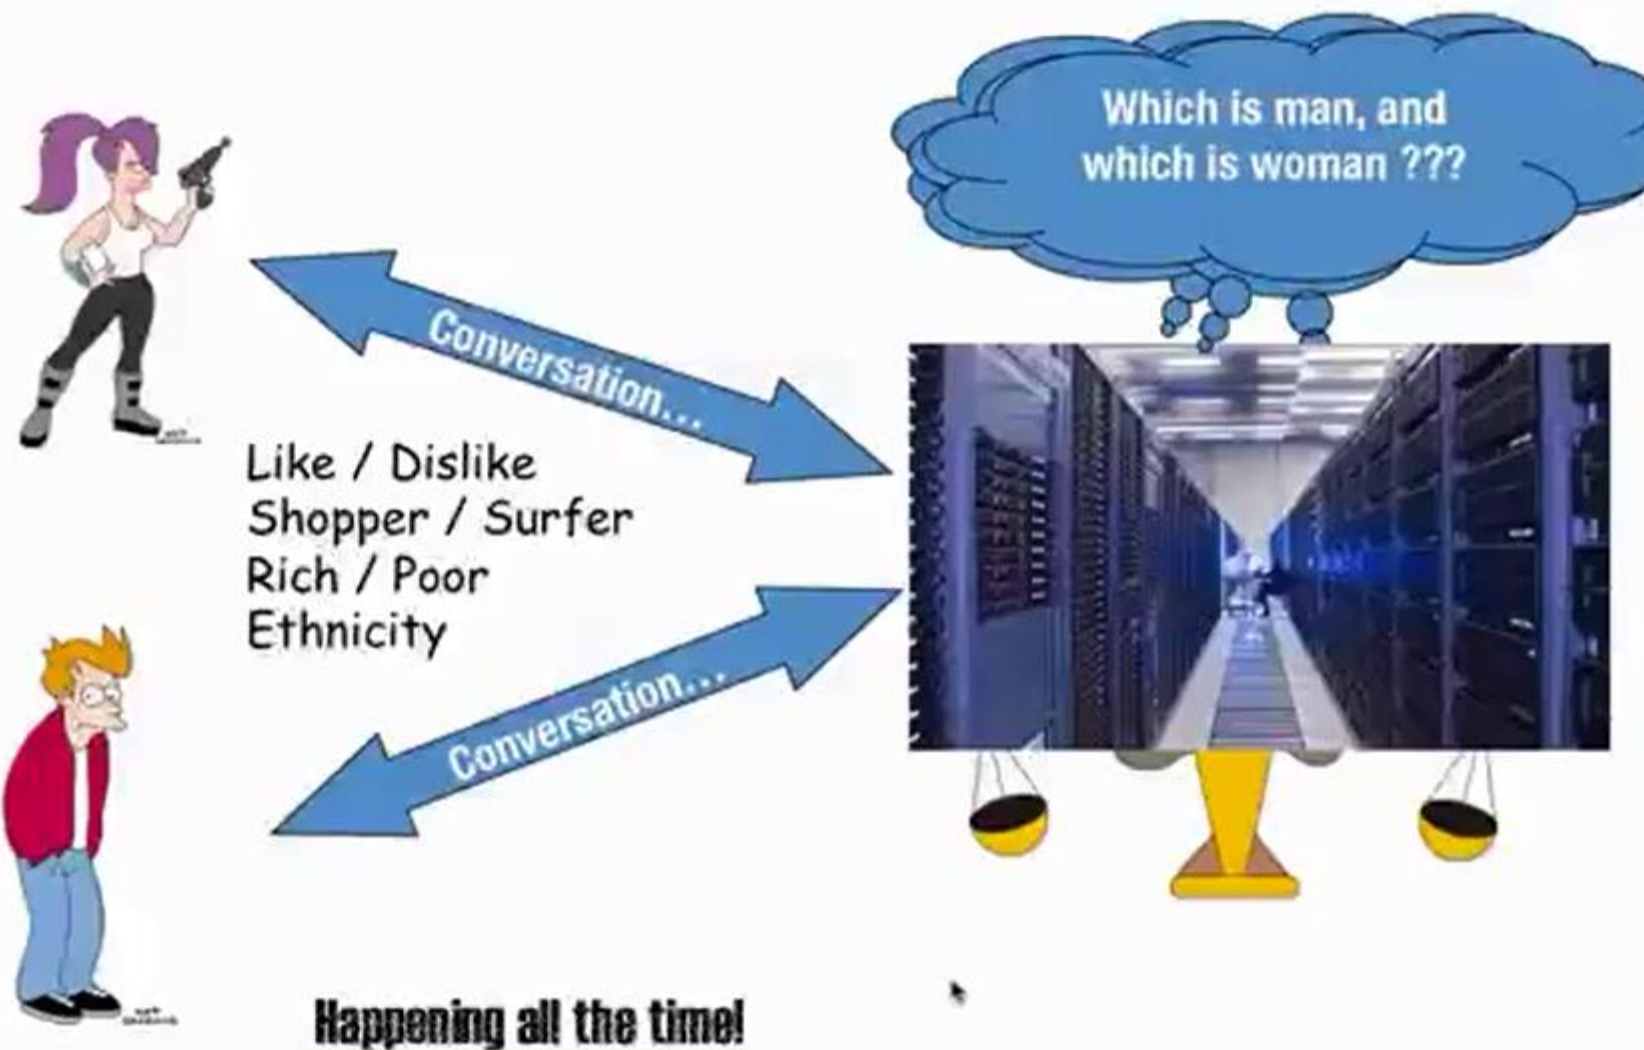 Which is man, and
which is woman ???
Conversation...
Like / Dislike
Shopper / Surfer
Rich / Poor
Ethnicity
Conversation...
Happening all the time!